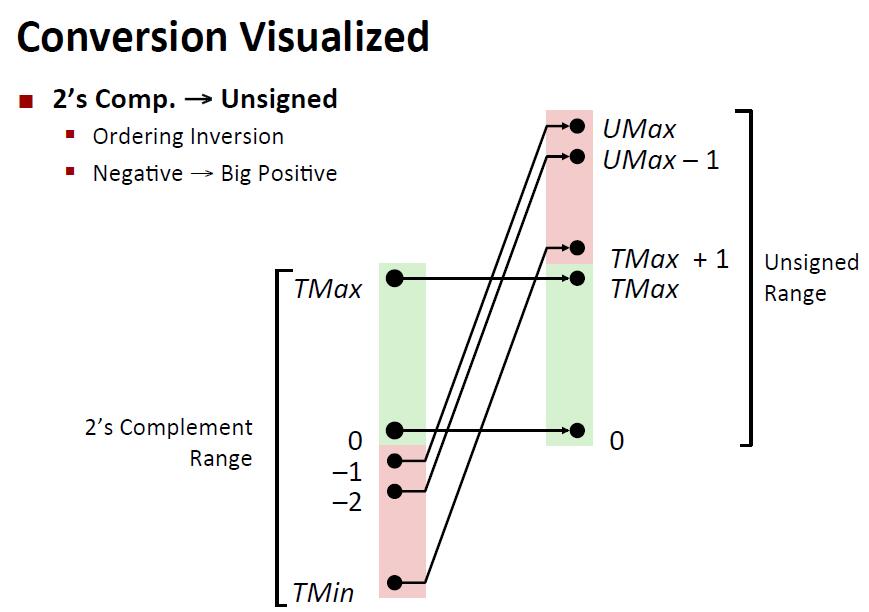 Conversion Visualized
2's Comp. → Unsigned
Ordering Inversion
Negative → Big Positive
UMax
UMax – 1
TMax + 1
TMax
0
Unsigned
Range
TMax
0
–1
–2
TMin
2's Complement
Range